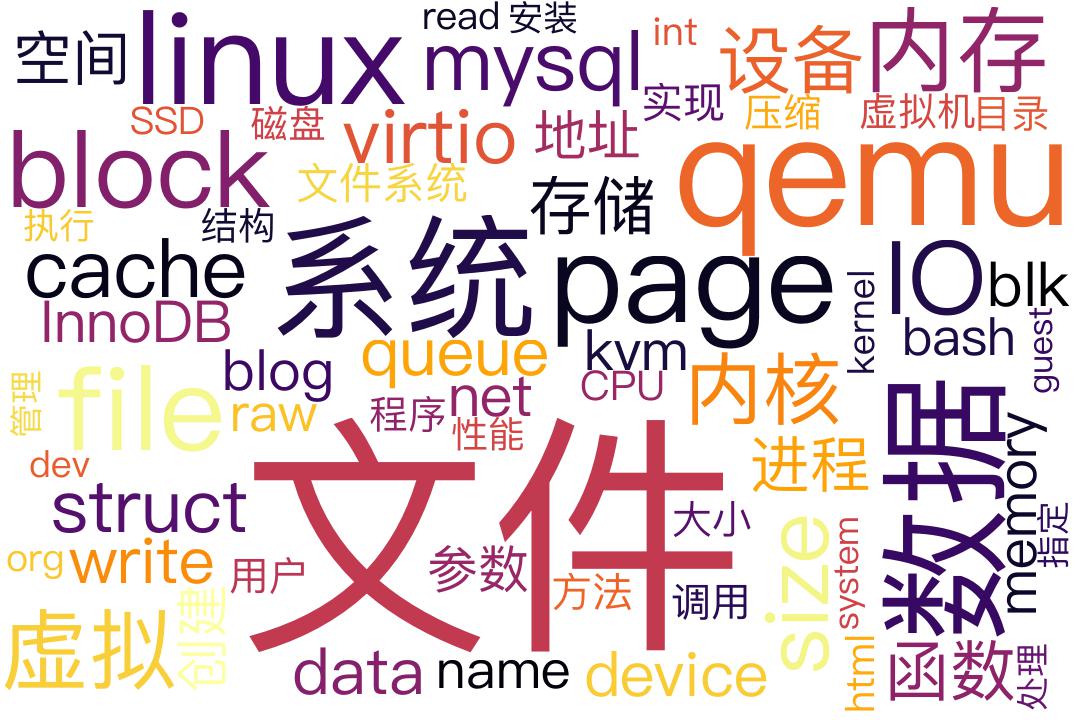 空间
linux
read
安装
int
mysql
设备
内存
实现
SSD
磁盘
virtio
地址
压缩
虚拟机
目录
block
文件系统
qemu
执行
结构
存储
cache
系统
page
IO
blk
InnoDB
queue
kvm
kernel
bash
guest
blog
CPU
内核
管理
file
raw
程序
net
性能
数据
memory
dev
文件
进程
struct
大小
指定
org
write
用户
参数
方法
调用
size
system
虚拟
创建
data
name
device
html
函数
处理